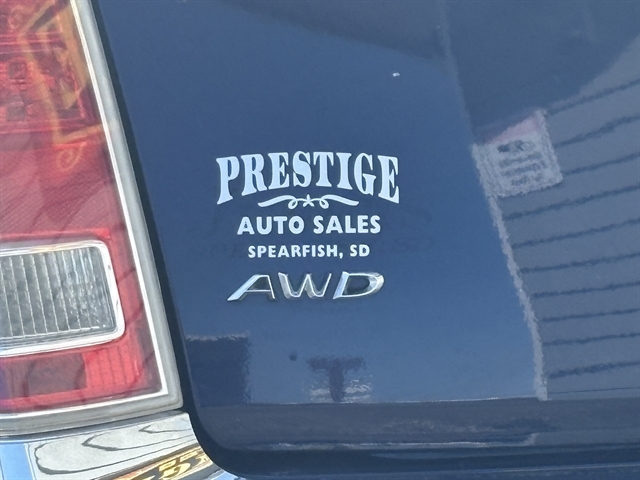 PRESTIGE
AUTO SALES
SPEARFISH, SD
AWD